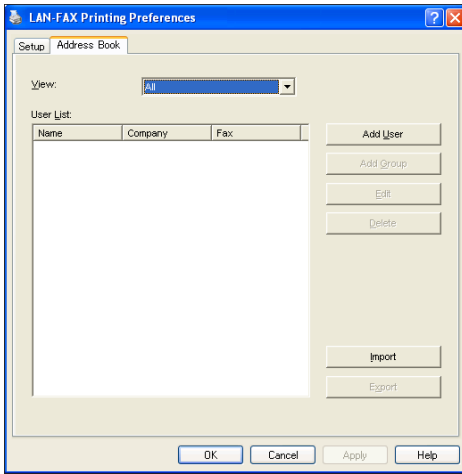 LAN-FAX Printing Preferences
Setup Address Book
View: All
User List:
Name Company Fax
Add User
Add Group
Edit
Delete
Import
Export
OK Cancel Apply Help